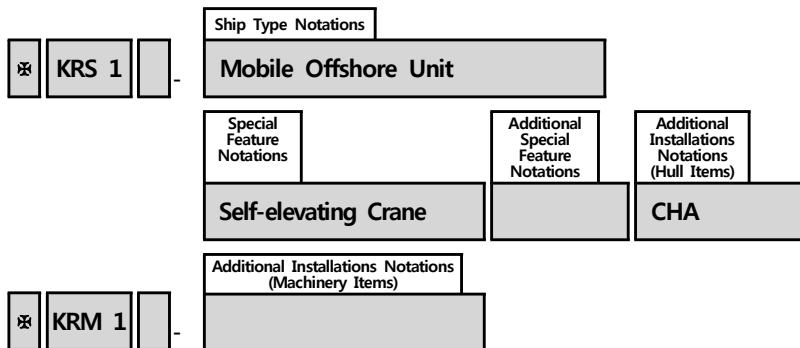 Ship Type Notations
✠ KRS 1 - Mobile Offshore Unit
Special
Feature
Notations
Additional
Special
Feature
Notations
Additional
Installations
Notations
(Hull Items)
Self-elevating Crane
CHA
Additional Installations Notations
(Machinery Items)
✠ KRM 1 -